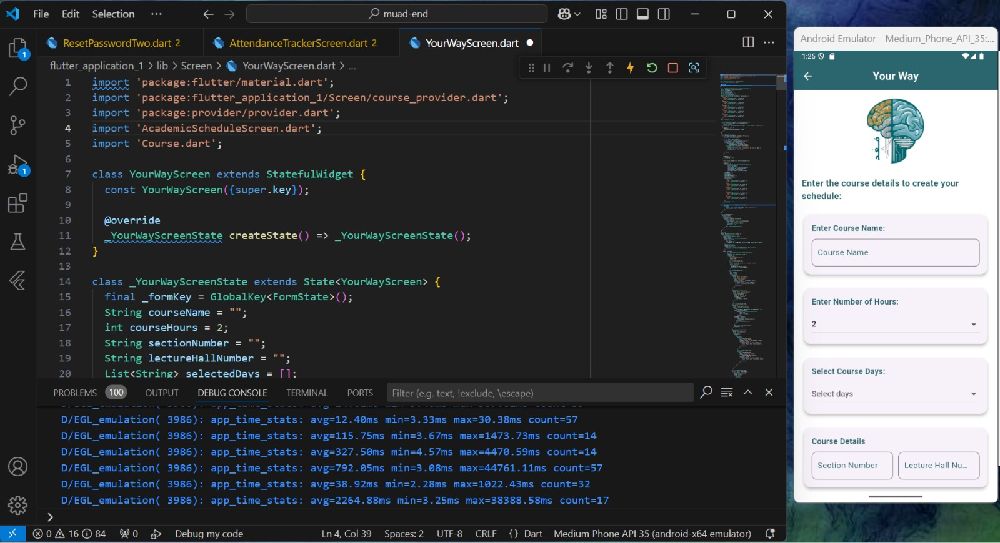 File Edit Selection ···
muad-end
ResetPasswordTwo.dart 2
AttendanceTrackerScreen.dart 2
YourWayScreen.dart
flutter_application_1 > lib > Screen > YourWayScreen.dart > ...
1 import 'package:flutter/material.dart';
2 import 'package:flutter_application_1/Screen/course_provider.dart';
3 import 'package:provider/provider.dart';
4 import 'AcademicScheduleScreen.dart';
5 import 'Course.dart';
6
7 class YourWayScreen extends StatefulWidget {
8 const YourWayScreen({super.key});
9
10 @override
11 _YourWayScreenState createState() => _YourWayScreenState();
12 }
13
14 class _YourWayScreenState extends State<YourWayScreen> {
15 final _formKey = GlobalKey<FormState>();
16 String courseName = "";
17 int courseHours = 2;
18 String sectionNumber = "";
19 String lectureHallNumber = "";
20 List<String> selectedDays = [];
PROBLEMS 100 OUTPUT DEBUG CONSOLE TERMINAL PORTS
Filter (e.g. text, !exclude, \escape)
D/EGL_emulation( 3986): app_time_stats: avg=12.40ms min=3.33ms max=30.38ms count=57
D/EGL_emulation( 3986): app_time_stats: avg=115.75ms min=3.67ms max=1473.73ms count=14
D/EGL_emulation( 3986): app_time_stats: avg=327.50ms min=4.57ms max=4470.59ms count=14
D/EGL_emulation( 3986): app_time_stats: avg=792.05ms min=3.08ms max=44761.11ms count=57
D/EGL_emulation( 3986): app_time_stats: avg=38.92ms min=2.28ms max=1022.43ms count=32
D/EGL_emulation( 3986): app_time_stats: avg=2264.88ms min=3.25ms max=38388.58ms count=17
>
0 16 84 0 Debug my code Ln 4, Col 39 Spaces: 2 UTF-8 CRLF {} Dart Medium Phone API 35 (android-x64 emulator)
1
1
Android Emulator - Medium_Phone_API_35:...
1:25
Your Way
Enter the course details to create your
schedule:
Enter Course Name:
Course Name
Enter Number of Hours:
2
Select Course Days:
Select days
Course Details
Section Number
Lecture Hall Nu...